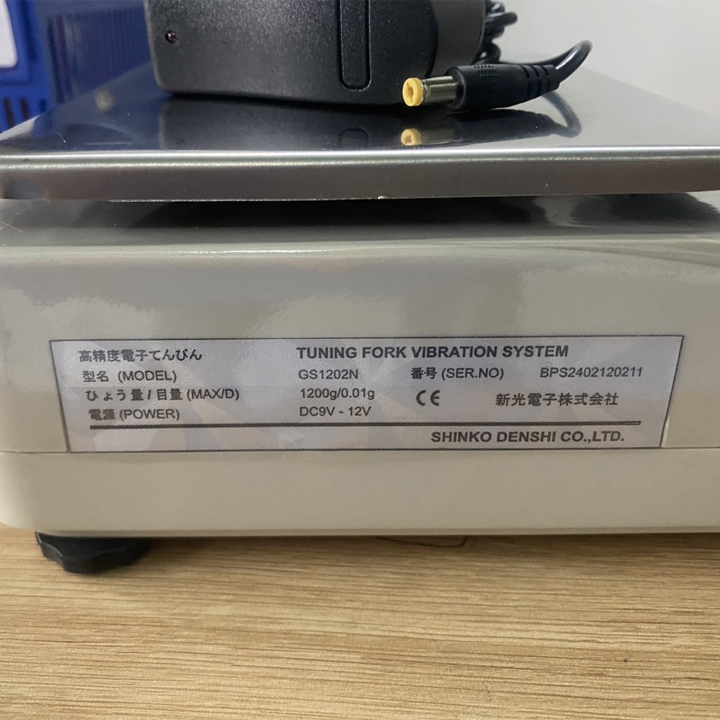 高精度電子てんびん TUNING FORK VIBRATION SYSTEM
型名 (MODEL) GS1202N 番号 (SER.NO) BPS2402120211
ひょう量 / 目量 (MAX/D) 1200g/0.01g CE 新光電子株式会社
電源 (POWER) DC9V - 12V
SHINKO DENSHI CO.,LTD.